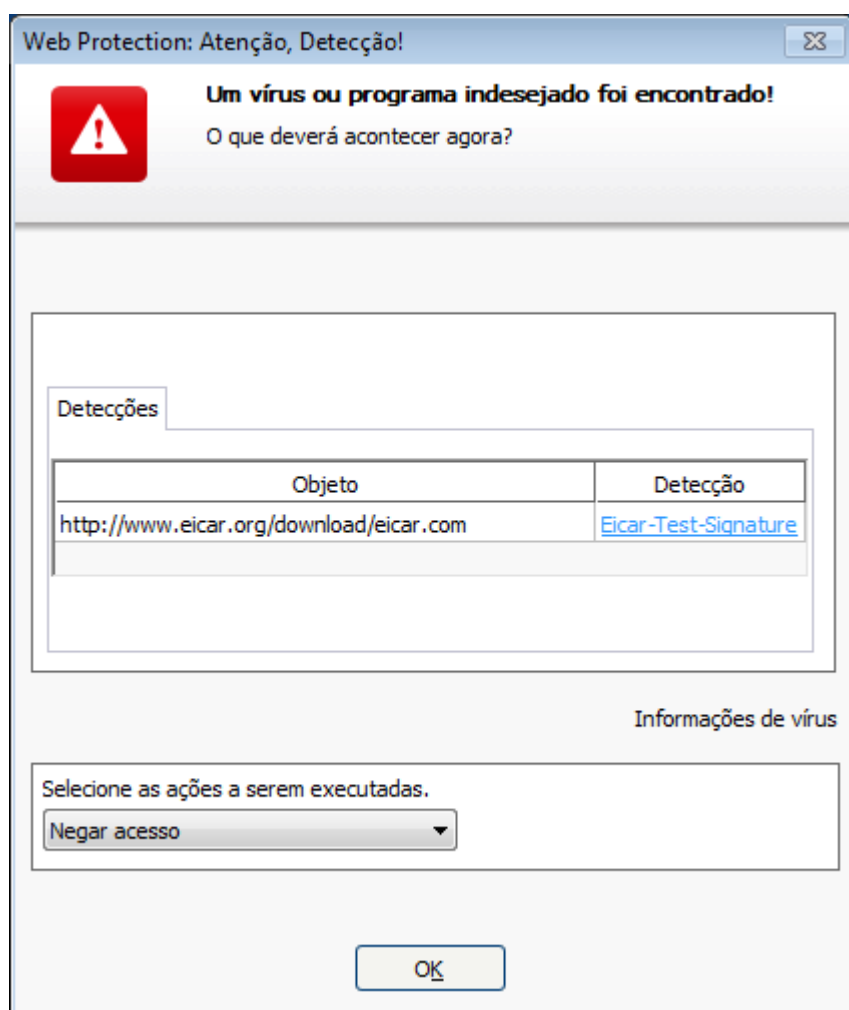 Web Protection: Atenção, Detecção!
Um vírus ou programa indesejado foi encontrado!
O que deverá acontecer agora?
Detecções
Objeto Detecção
http://www.eicar.org/download/eicar.com Eicar-Test-Signature
Informações de vírus
Selecione as ações a serem executadas.
Negar acesso
OK